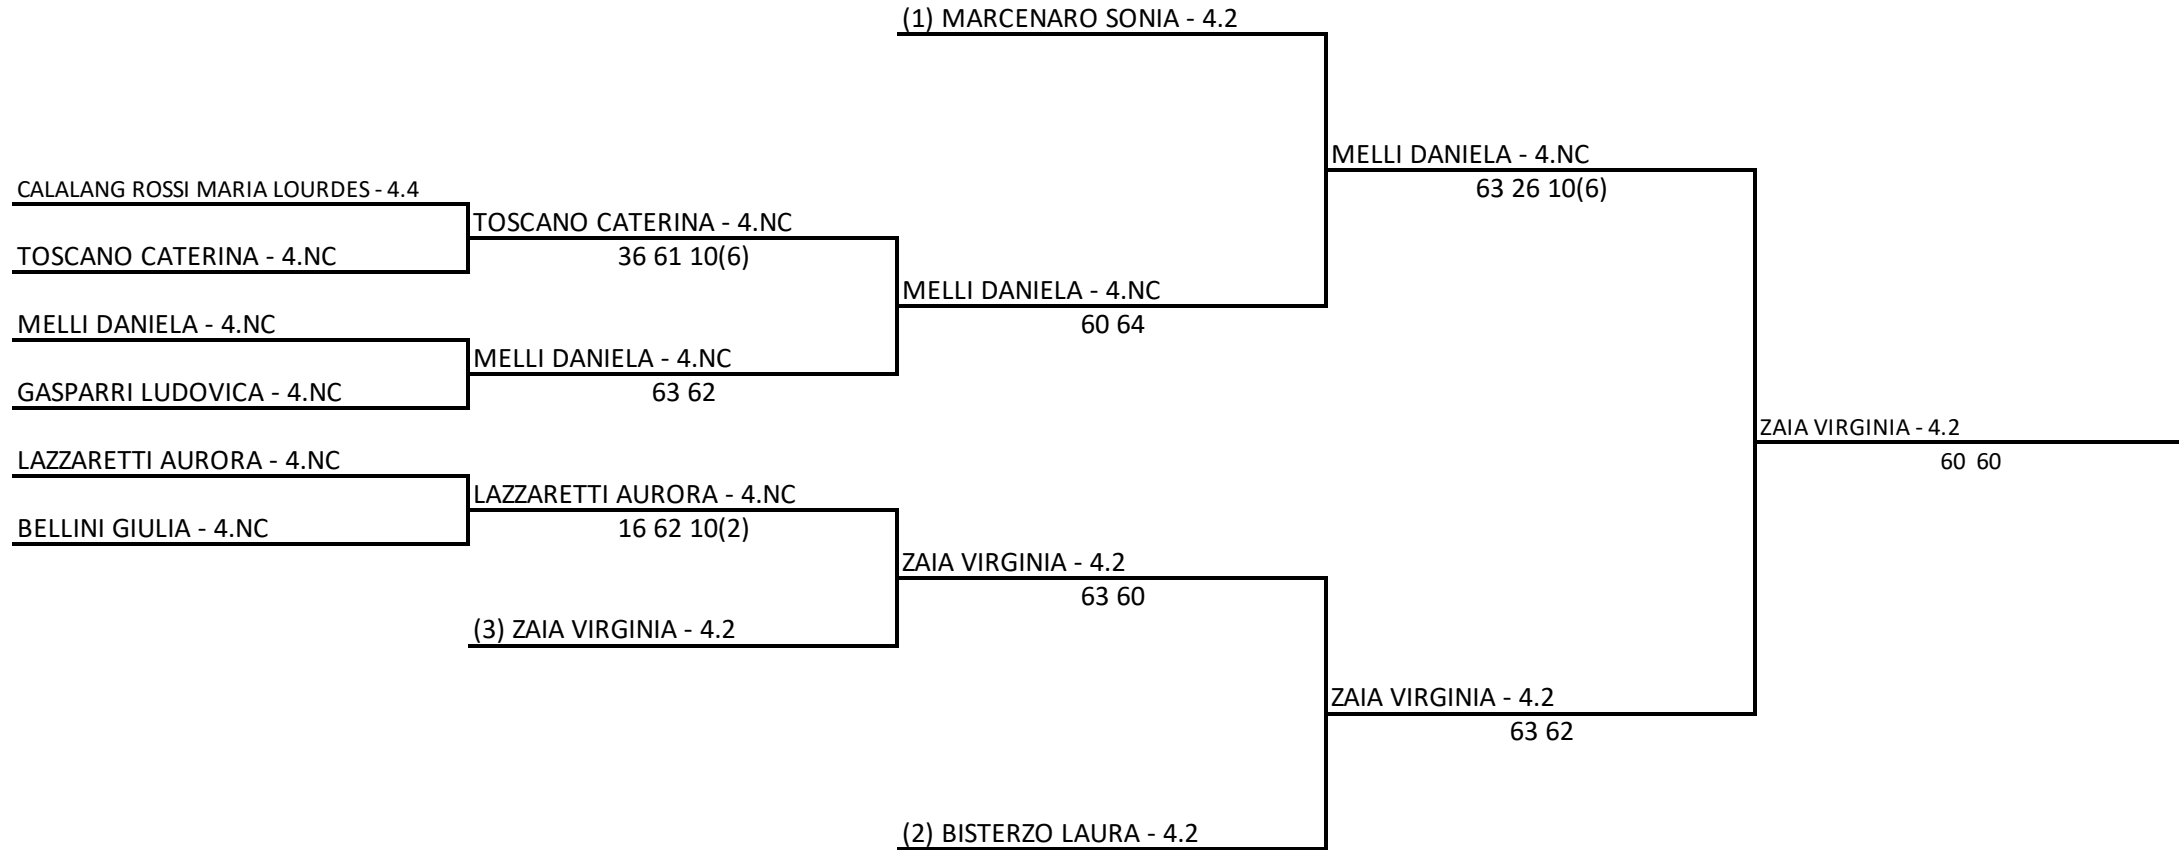 (1) MARCENARO SONIA - 4.2
MELLI DANIELA - 4.NC
63 26 10(6)
CALALANG ROSSI MARIA LOURDES - 4.4
TOSCANO CATERINA - 4.NC
36 61 10(6)
TOSCANO CATERINA - 4.NC
MELLI DANIELA - 4.NC
60 64
MELLI DANIELA - 4.NC
MELLI DANIELA - 4.NC
63 62
GASPARRI LUDOVICA - 4.NC
ZAIA VIRGINIA - 4.2
60 60
LAZZARETTI AURORA - 4.NC
LAZZARETTI AURORA - 4.NC
16 62 10(2)
BELLINI GIULIA - 4.NC
ZAIA VIRGINIA - 4.2
63 60
(3) ZAIA VIRGINIA - 4.2
ZAIA VIRGINIA - 4.2
63 62
(2) BISTERZO LAURA - 4.2